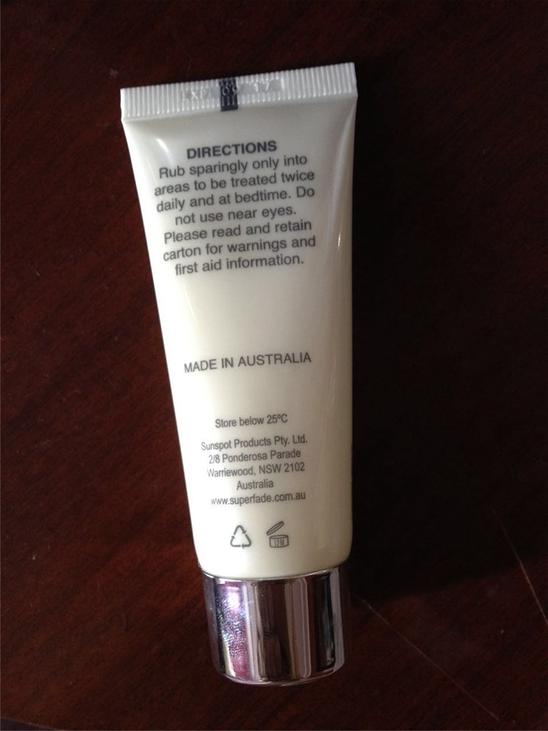 DIRECTIONS
Rub sparingly only into
areas to be treated twice
daily and at bedtime. Do
not use near eyes.
Please read and retain
carton for warnings and
first aid information.
MADE IN AUSTRALIA
Store below 25ºC
Sunspot Products Pty. Ltd.
2/8 Ponderosa Parade
Warriewood, NSW 2102
Australia
www.superfade.com.au
12M